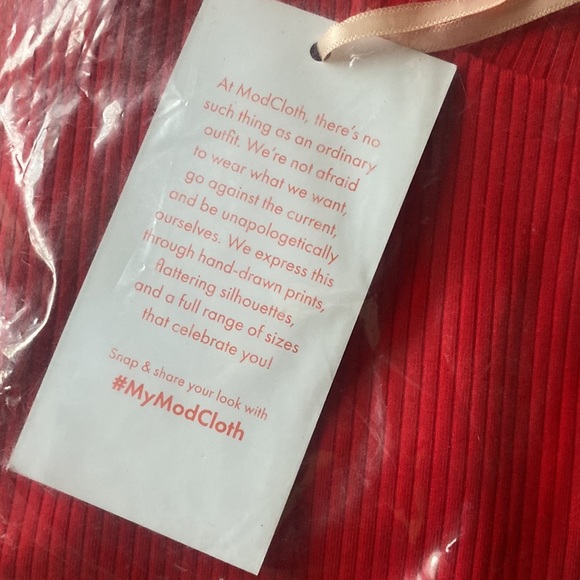 At ModCloth, there's no
such thing as an ordinary
outfit. We're not afraid
to wear what we want,
go against the current,
and be unapologetically
ourselves. We express this
through hand-drawn prints,
flattering silhouettes,
and a full range of sizes
that celebrate you!
Snap & share your look with
#MyModCloth